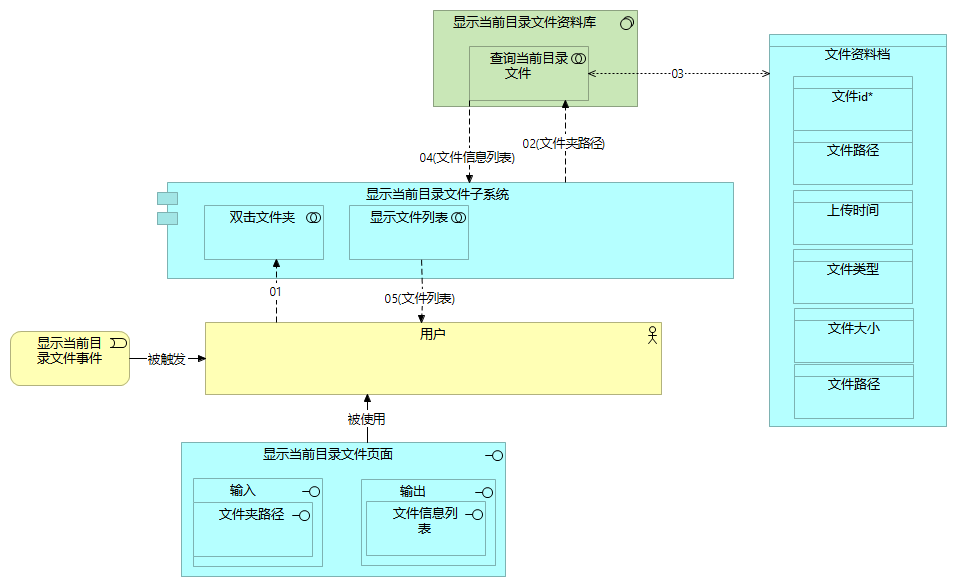 显示当前目录文件资料库
查询当前目录
文件
03
文件资料档
文件id*
文件路径
上传时间
文件类型
文件大小
文件路径
04(文件信息列表)
02(文件夹路径)
显示当前目录文件子系统
双击文件夹
显示文件列表
01
05(文件列表)
显示当前目
录文件事件
被触发
用户
被使用
显示当前目录文件页面
输入
文件夹路径
输出
文件信息列
表